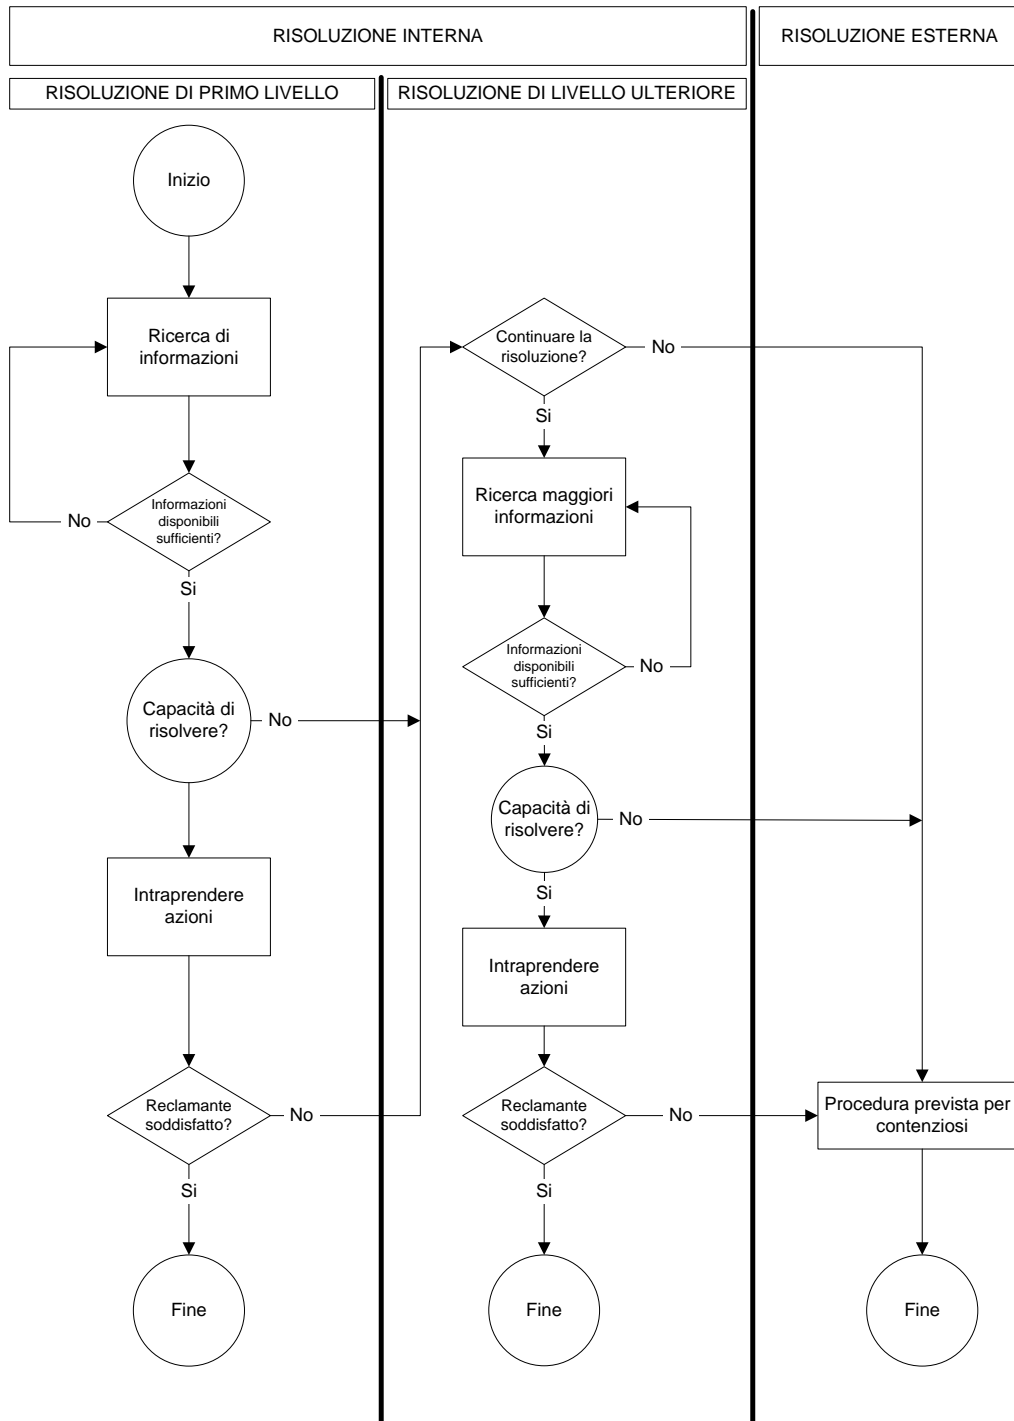 RISOLUZIONE INTERNA
RISOLUZIONE ESTERNA
RISOLUZIONE DI PRIMO LIVELLO
RISOLUZIONE DI LIVELLO ULTERIORE
Inizio
Ricerca di
informazioni
Informazioni
disponibili
sufficienti?
No
Si
Capacità di
risolvere?
No
Intraprendere
azioni
Reclamante
soddisfatto?
No
Si
Fine
Continuare la
risoluzione?
No
Si
Ricerca maggiori
informazioni
Informazioni
disponibili
sufficienti?
No
Si
Capacità di
risolvere?
No
Si
Intraprendere
azioni
Reclamante
soddisfatto?
No
Si
Fine
Procedura prevista per
contenziosi
Fine